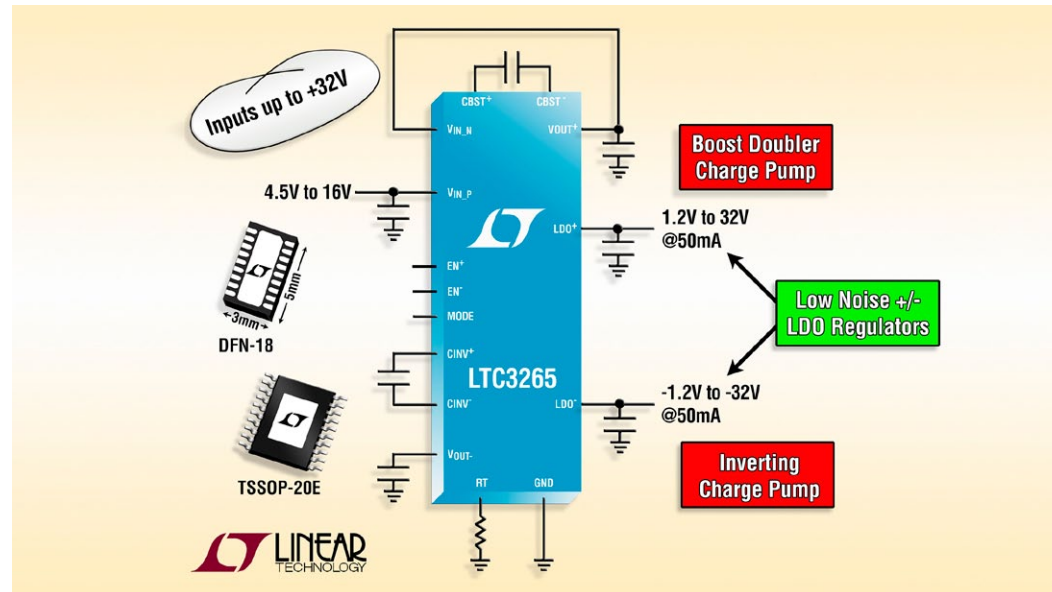 Inputs up to +32V
CBST+
CBST-
VIN_N
VOUT+
Boost Doubler
Charge Pump
4.5V to 16V
VIN_P
LDO+
1.2V to 32V
@50mA
EN+
EN-
MODE
5mm
3mm
DFN-18
Low Noise +/-
LDO Regulators
CINV+
LTC3265
CINV-
LDO-
-1.2V to -32V
@50mA
VOUT-
TSSOP-20E
RT
GND
Inverting
Charge Pump
LINEAR
TECHNOLOGY